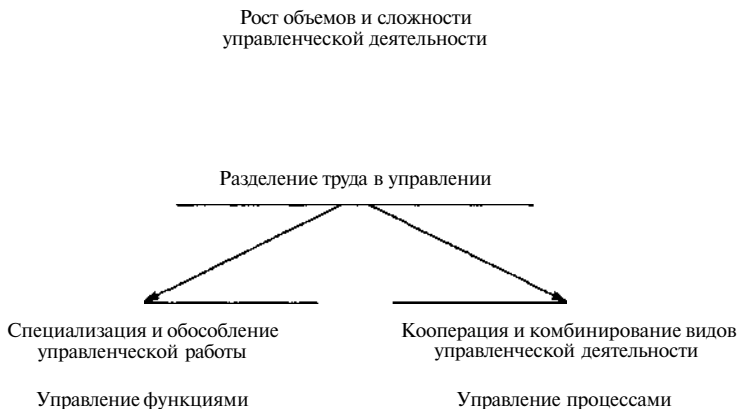 Рост объемов и сложности
управленческой деятельности
Разделение труда в управлении
Специализация и обособление
управленческой работы
Кооперация и комбинирование видов
управленческой деятельности
Управление функциями
Управление процессами